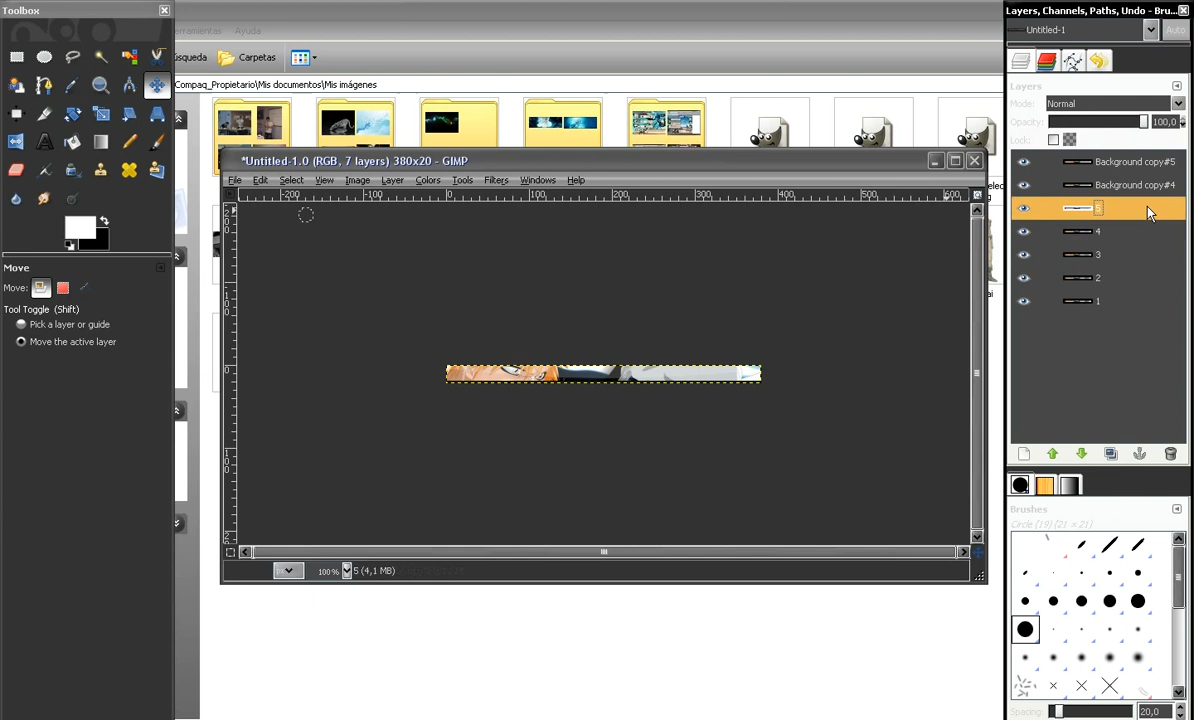 Toolbox
Layers, Channels, Paths, Undo - Bru...
Untitled-1
Auto
erramientas Ayuda
úsqueda Carpetas
Compaq_Propietario\Mis documentos\Mis imágenes
Layers
Mode: Normal
Opacity: 100,0
Lock:
*Untitled-1.0 (RGB, 7 layers) 380x20 - GIMP
File Edit Select View Image Layer Colors Tools Filters Windows Help
-200 -100 0 100 200 300 400 500 600
Background copy#5
Background copy#4
5
4
3
2
1
Move
Move:
Tool Toggle (Shift)
Pick a layer or guide
Move the active layer
100% 5 (4,1 MB)
Brushes
Circle (19) (21 × 21)
Spacing: 20,0